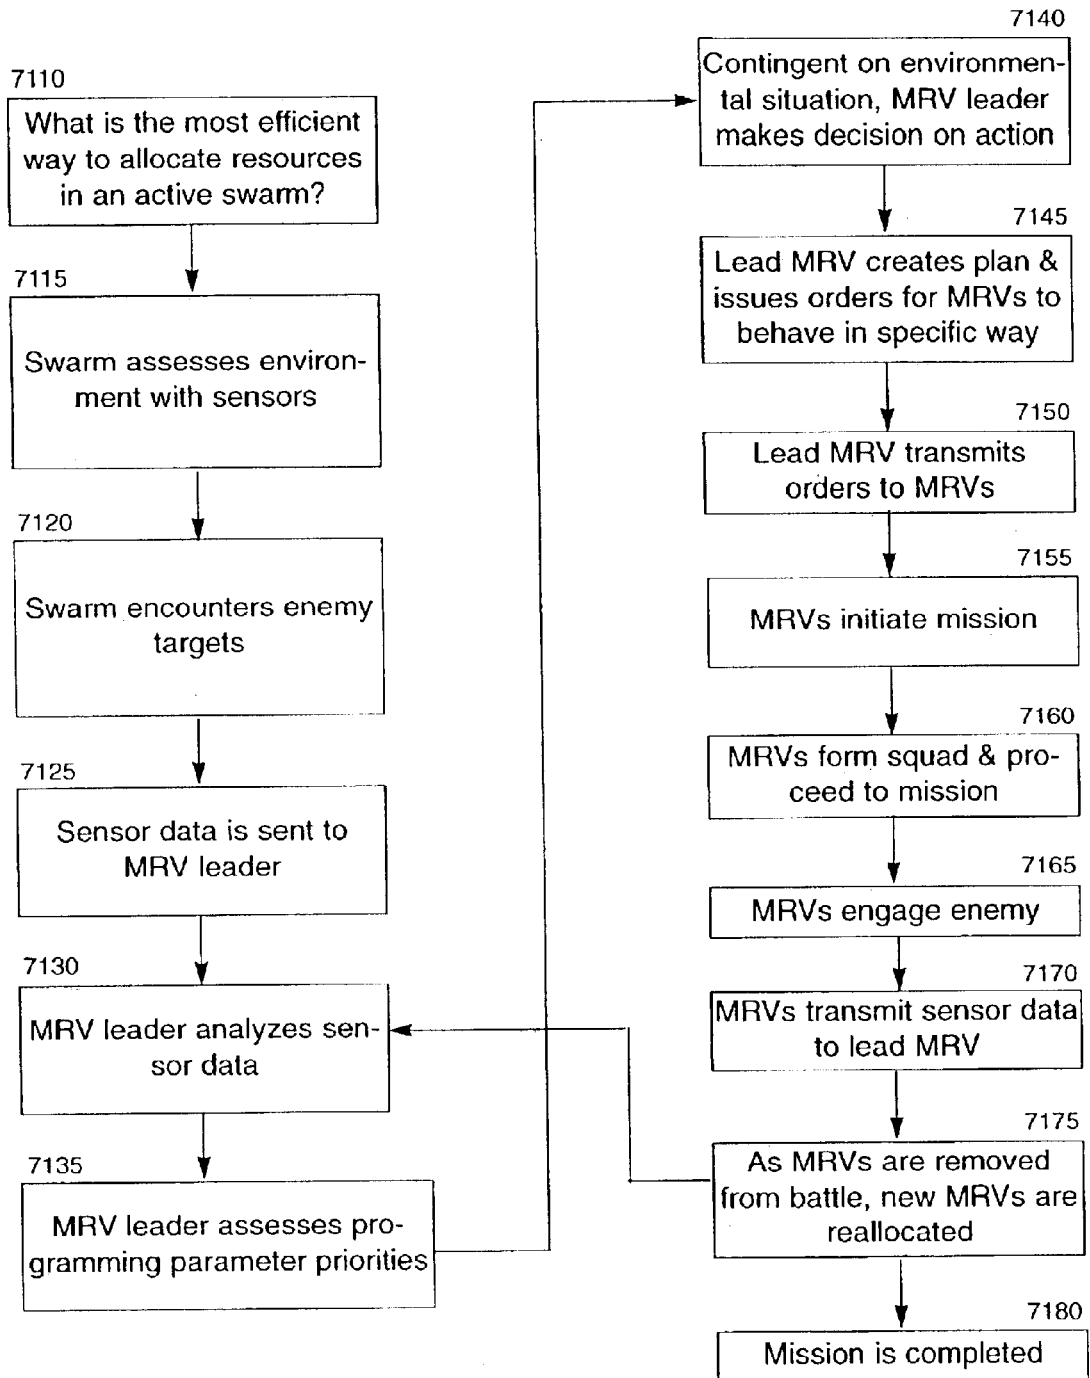 7110
What is the most efficient
way to allocate resources
in an active swarm?
7115
Swarm assesses environ-
ment with sensors
7120
Swarm encounters enemy
targets
7125
Sensor data is sent to
MRV leader
7130
MRV leader analyzes sen-
sor data
7135
MRV leader assesses pro-
gramming parameter priorities
7140
Contingent on environmen-
tal situation, MRV leader
makes decision on action
7145
Lead MRV creates plan &
issues orders for MRVs to
behave in specific way
7150
Lead MRV transmits
orders to MRVs
7155
MRVs initiate mission
7160
MRVs form squad & pro-
ceed to mission
7165
MRVs engage enemy
7170
MRVs transmit sensor data
to lead MRV
7175
As MRVs are removed
from battle, new MRVs are
reallocated
7180
Mission is completed